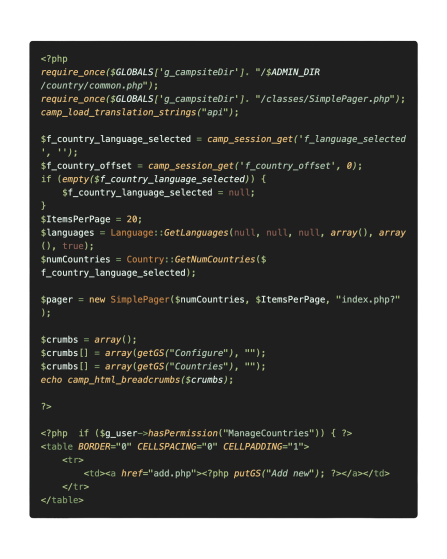 <?php
require_once($GLOBALS['g_campsiteDir']. "/$ADMIN_DIR
/country/common.php");
require_once($GLOBALS['g_campsiteDir']. "/classes/SimplePager.php");
camp_load_translation_strings("api");

$f_country_language_selected = camp_session_get('f_language_selected
', '');
$f_country_offset = camp_session_get('f_country_offset', 0);
if (empty($f_country_language_selected)) {
    $f_country_language_selected = null;
}
$ItemsPerPage = 20;
$languages = Language::GetLanguages(null, null, null, array(), array
(), true);
$numCountries = Country::GetNumCountries($
f_country_language_selected);

$pager = new SimplePager($numCountries, $ItemsPerPage, "index.php?"
);

$crumbs = array();
$crumbs[] = array(getGS("Configure"), "");
$crumbs[] = array(getGS("Countries"), "");
echo camp_html_breadcrumbs($crumbs);

?>

<?php  if ($g_user->hasPermission("ManageCountries")) { ?>
<table BORDER="0" CELLSPACING="0" CELLPADDING="1">
    <tr>
        <td><a href="add.php"><?php putGS("Add new"); ?></a></td>
    </tr>
</table>